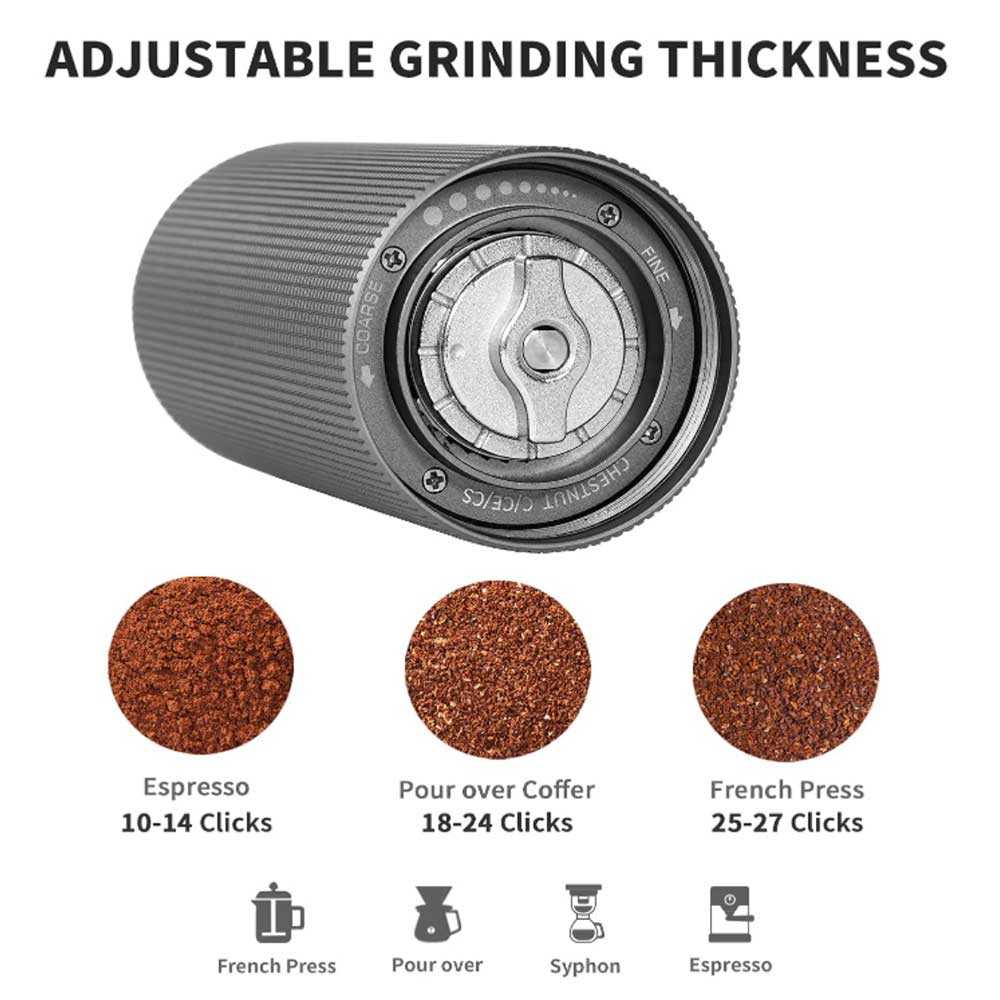 ADJUSTABLE GRINDING THICKNESS
COARSE
FINE
CHESTNUT C/CE/CS
Espresso
10-14 Clicks
Pour over Coffer
18-24 Clicks
French Press
25-27 Clicks
French Press
Pour over
Syphon
Espresso